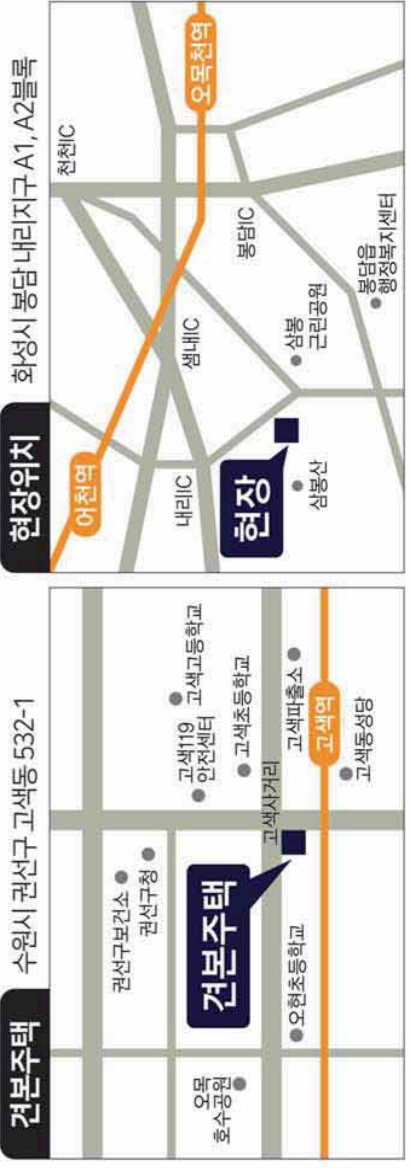 견본주택 수원시 권선구 고색동 532-1
권선구보건소
권선구청
고색119
안전센터
고색고등학교
고색초등학교
견본주택
고색사거리
오목
호수공원
오현초등학교
고색파출소
고색역
고색동성당
현장위치 화성시 봉담 내리지구 A1, A2블록
천천IC
어천역
오목천역
내리IC
샘내IC
봉담IC
현장
삼봉산
삼봉
근린공원
봉담읍
행정복지센터